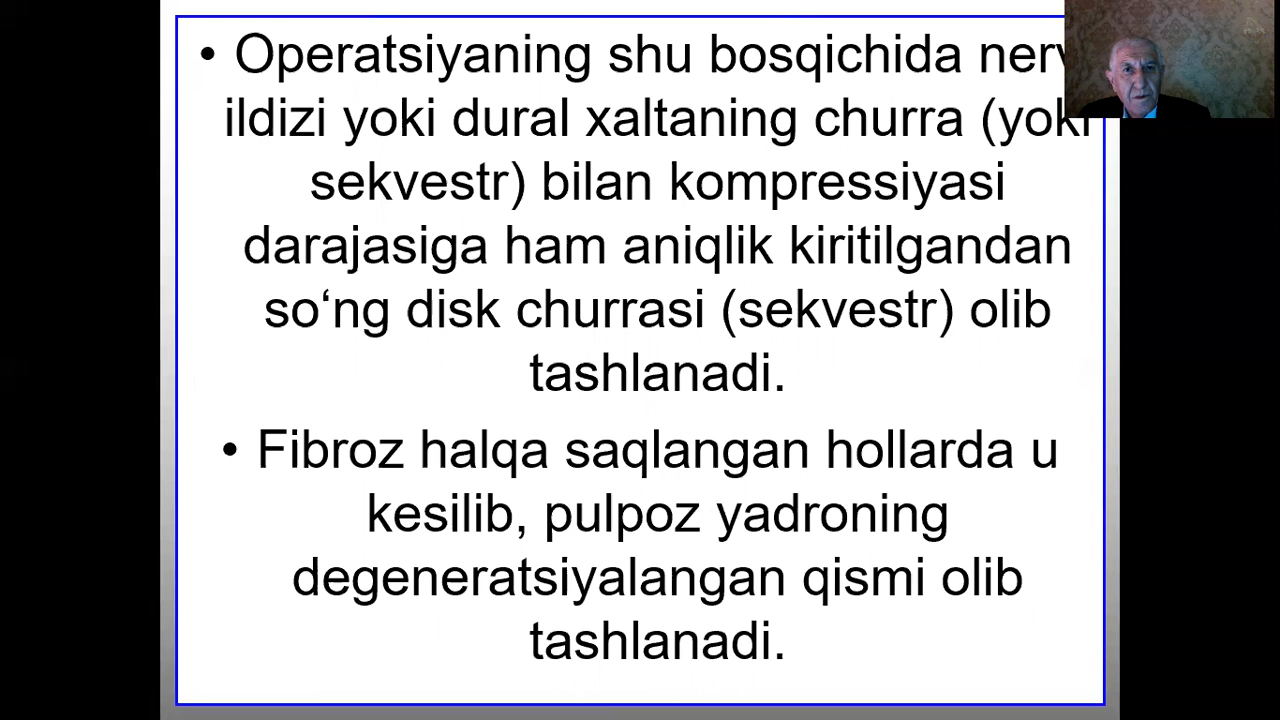 • Operatsiyaning shu bosqichida nerv
ildizi yoki dural xaltaning churra (yoki
sekvestr) bilan kompressiyasi
darajasiga ham aniqlik kiritilgandan
so‘ng disk churrasi (sekvestr) olib
tashlanadi.
• Fibroz halqa saqlangan hollarda u
kesilib, pulpoz yadroning
degeneratsiyalangan qismi olib
tashlanadi.